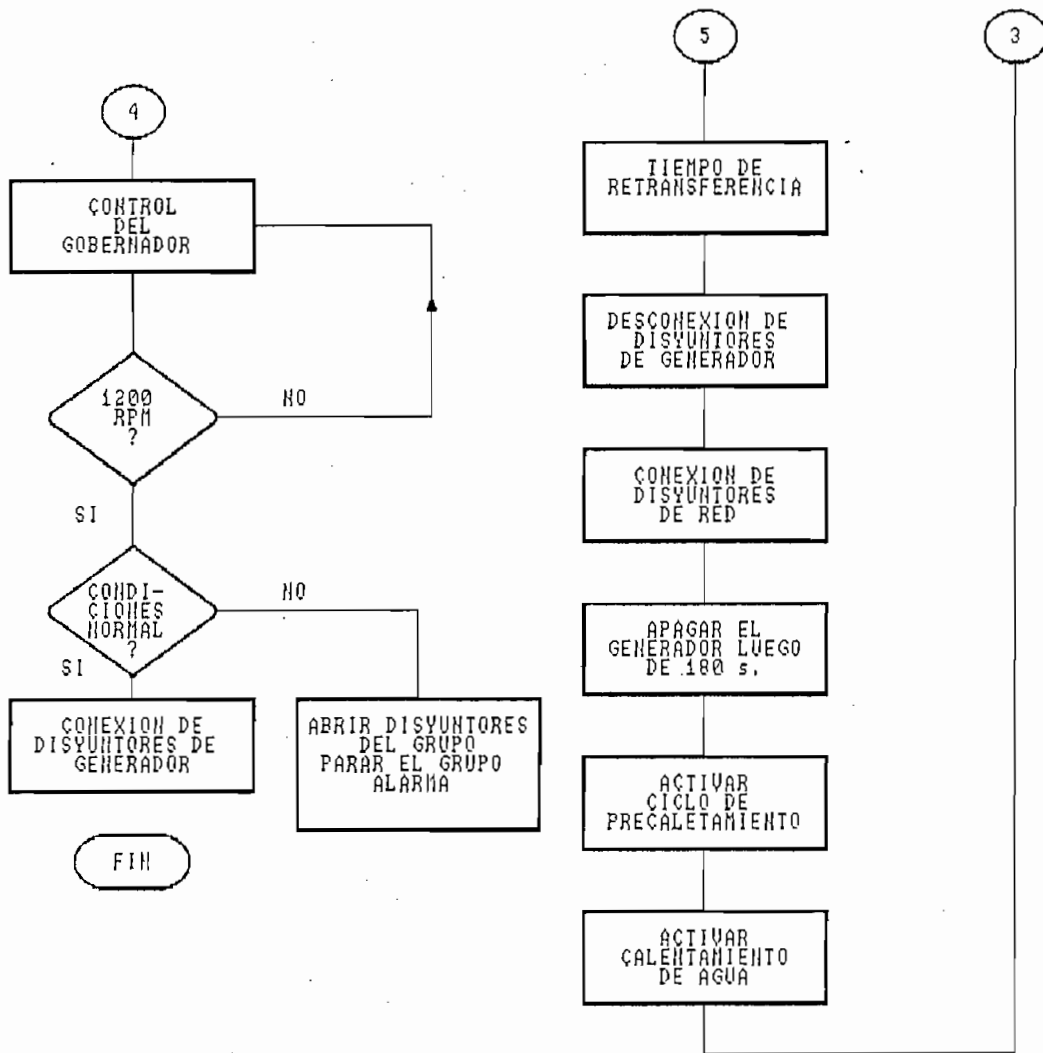 4
CONTROL
DEL
GOBERNADOR
1200
RPM
?
NO
SI
CONDI-
CIONES
NORMAL
?
NO
SI
CONEXION DE
DISYUNTORES DE
GENERADOR
ABRIR DISYUNTORES
DEL GRUPO
PARAR EL GRUPO
ALARMA
FIN
5
TIEMPO DE
RETRANSFERENCIA
DESCONEXION DE
DISYUNTORES
DE GENERADOR
CONEXION DE
DISYUNTORES
DE RED
APAGAR EL
GENERADOR LUEGO
DE 180 s.
ACTIVAR
CICLO DE
PRECALETAMIENTO
ACTIVAR
CALENTAMIENTO
DE AGUA
3